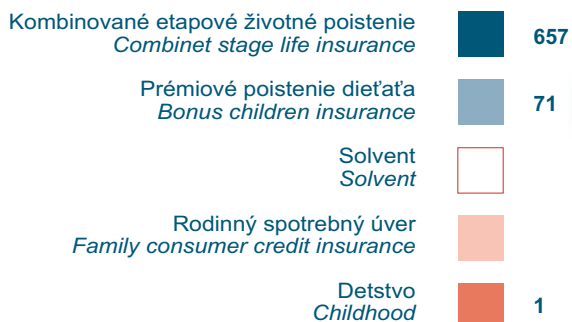 Kombinované etapové životné poistenie
Combinet stage life insurance
657
Prémiové poistenie dieťaťa
Bonus children insurance
71
Solvent
Solvent
Rodinný spotrebný úver
Family consumer credit insurance
Detstvo
Childhood
1